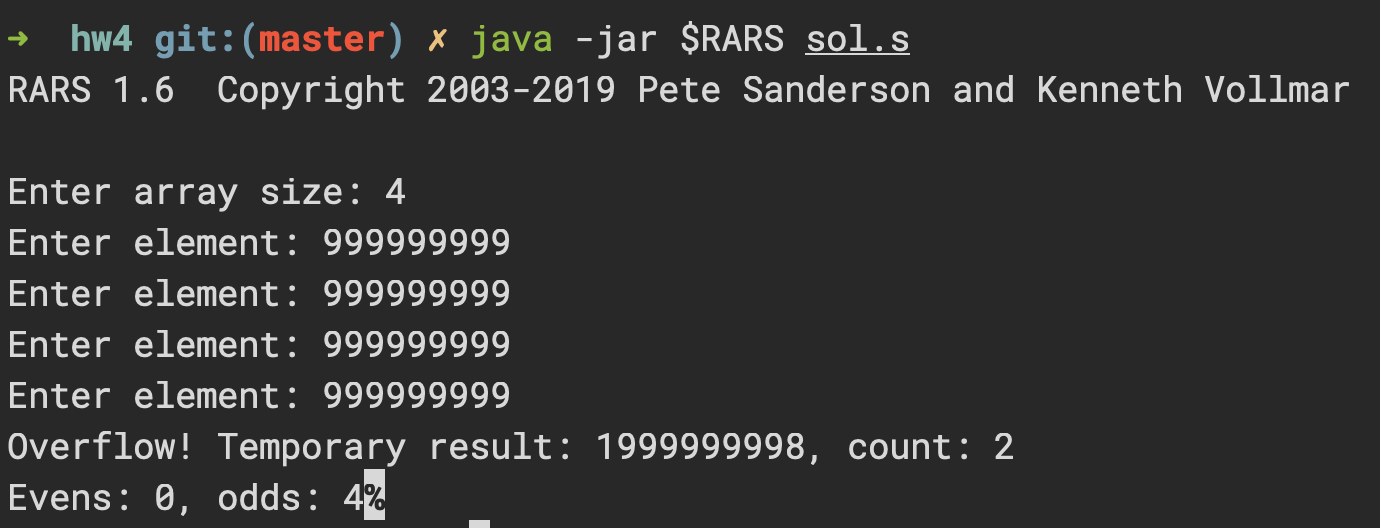 ➜ hw4 git:(master) ✗ java -jar $RARS sol.s
RARS 1.6  Copyright 2003-2019 Pete Sanderson and Kenneth Vollmar
Enter array size: 4
Enter element: 999999999
Enter element: 999999999
Enter element: 999999999
Enter element: 999999999
Overflow! Temporary result: 1999999998, count: 2
Evens: 0, odds: 4%